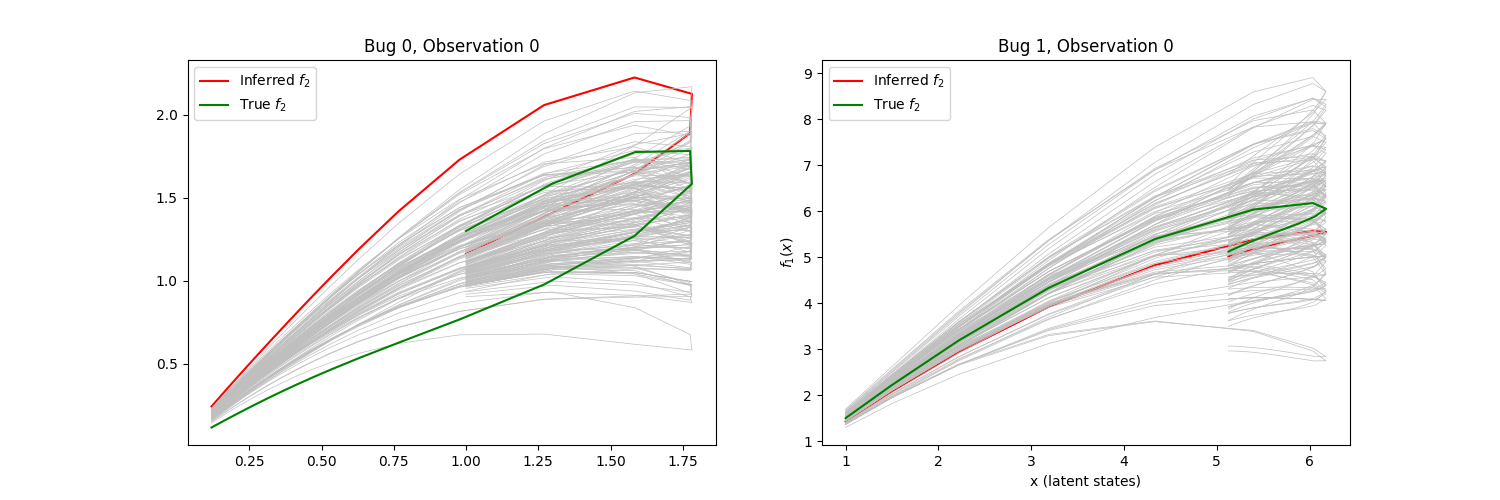 Bug 0, Observation 0
Inferred f₂
True f₂
2.0
1.5
1.0
0.5
0.25 0.50 0.75 1.00 1.25 1.50 1.75
Bug 1, Observation 0
Inferred f₂
True f₂
9
8
7
6
5
4
3
2
1
f₁(x)
1 2 3 4 5 6
x (latent states)